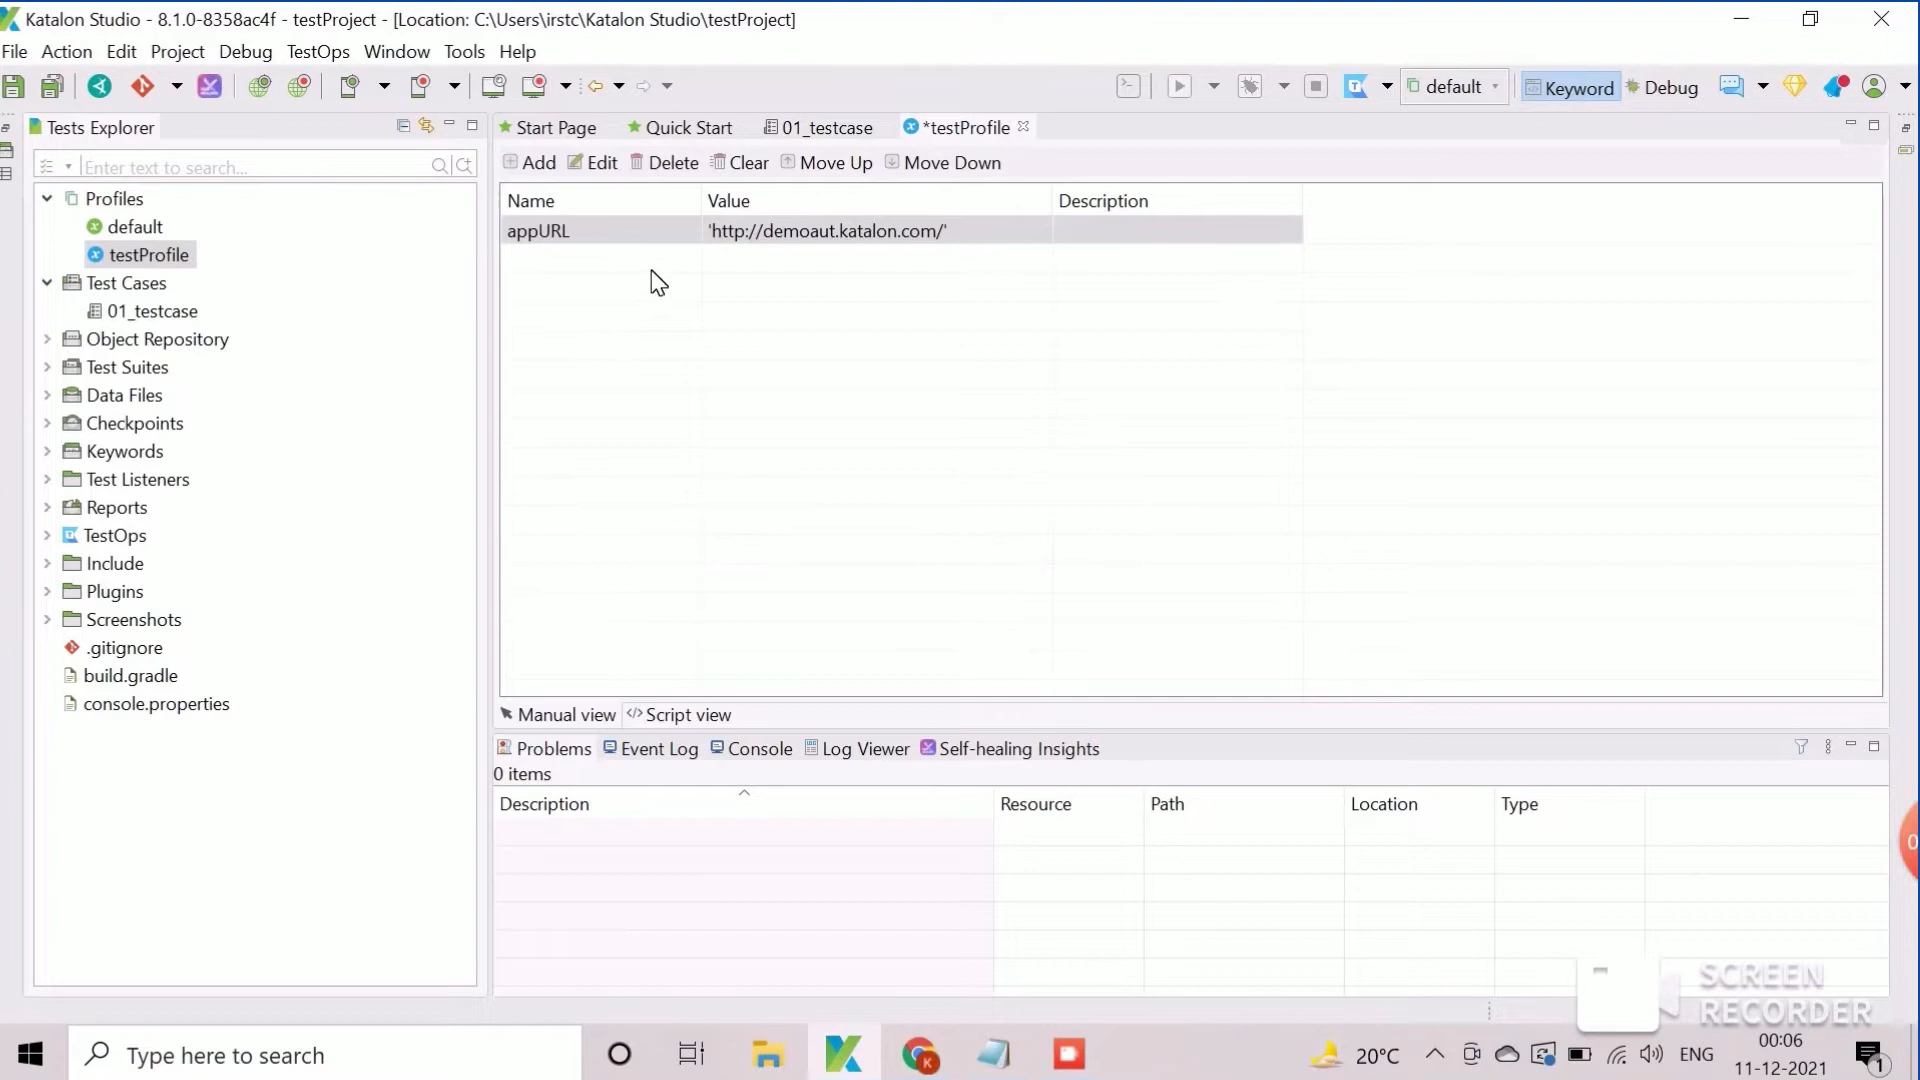 Katalon Studio - 8.1.0-8358ac4f - testProject - [Location: C:\Users\irstc\Katalon Studio\testProject]
File Action Edit Project Debug TestOps Window Tools Help
default Keyword Debug
Tests Explorer
Start Page Quick Start 01_testcase *testProfile
Enter text to search...
Add Edit Delete Clear Move Up Move Down
Profiles
default
testProfile
Test Cases
01_testcase
Object Repository
Test Suites
Data Files
Checkpoints
Keywords
Test Listeners
Reports
TestOps
Include
Plugins
Screenshots
.gitignore
build.gradle
console.properties
Name Value Description
appURL 'http://demoaut.katalon.com/'
Manual view Script view
Problems Event Log Console Log Viewer Self-healing Insights
0 items
Description Resource Path Location Type
0
SCREEN
RECORDER
Type here to search
K
20°C
ENG
00:06
11-12-2021
1